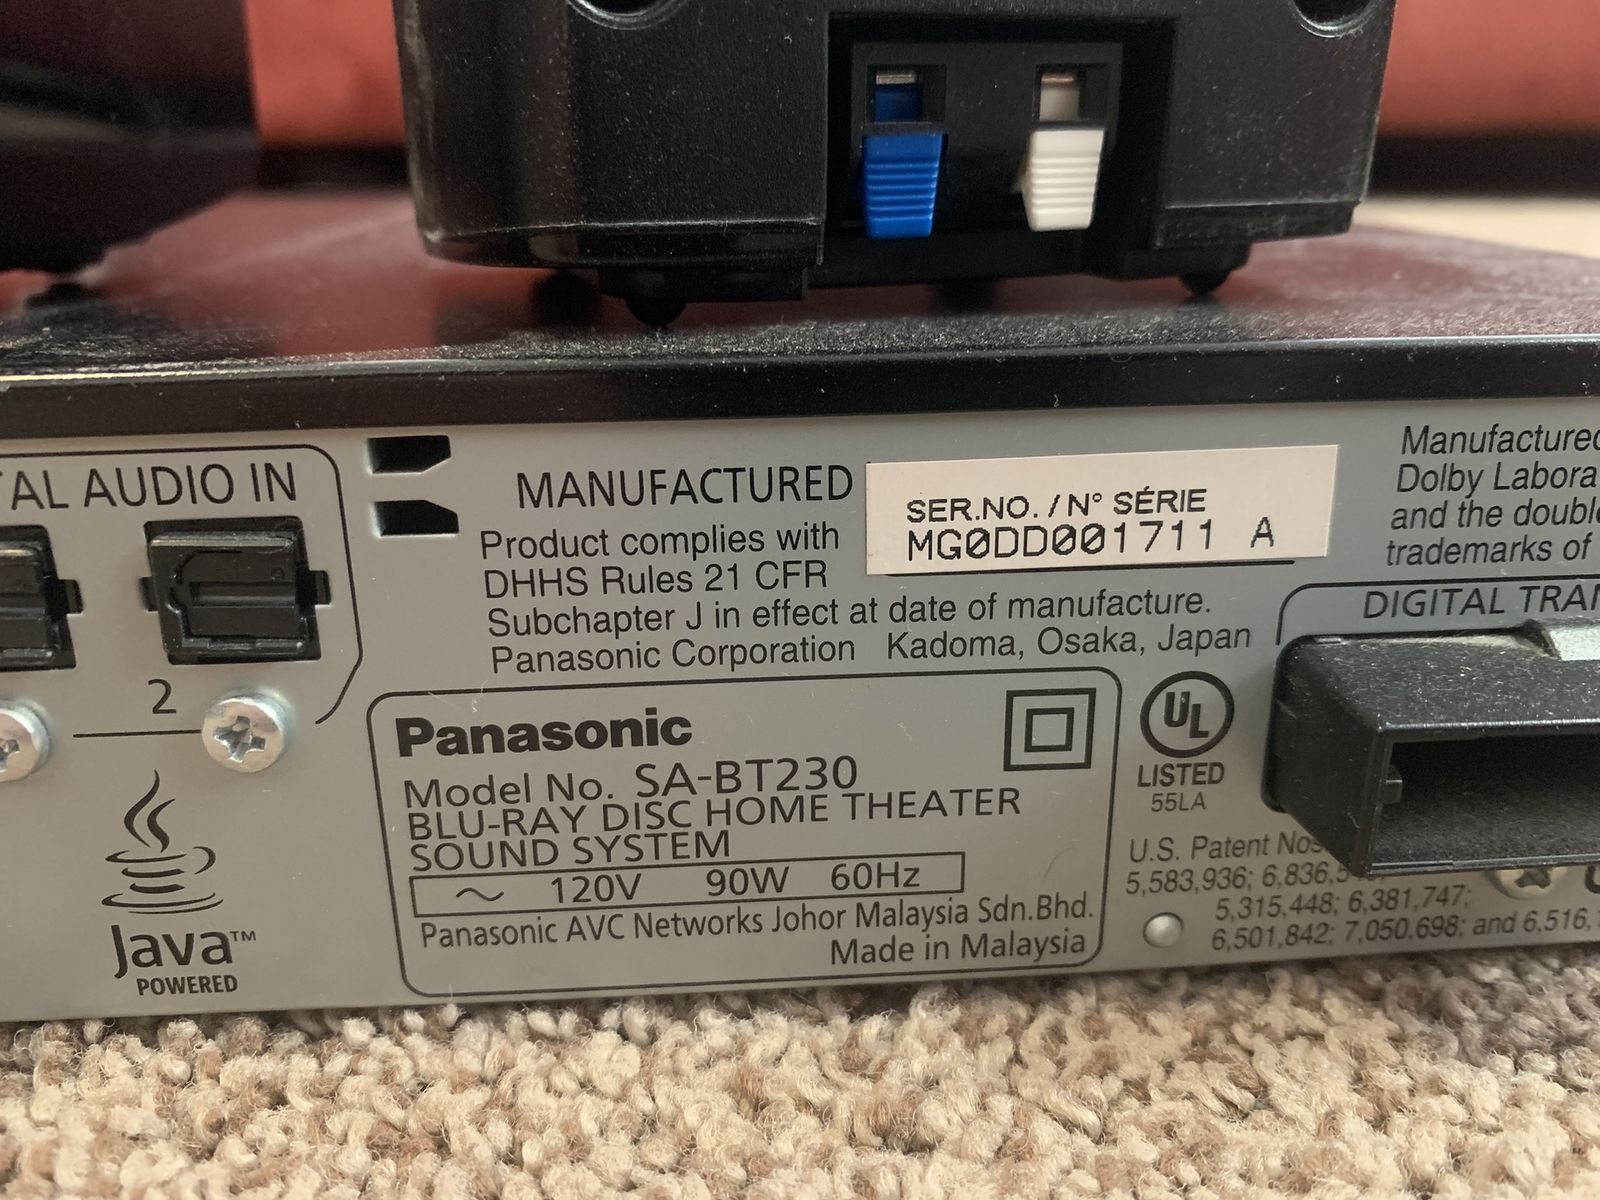 TAL AUDIO IN
2
Java™
POWERED
MANUFACTURED
SER.NO. / N° SÉRIE
MG0DD001711 A
Product complies with
DHHS Rules 21 CFR
Subchapter J in effect at date of manufacture.
Panasonic Corporation Kadoma, Osaka, Japan
Panasonic
Model No. SA-BT230
BLU-RAY DISC HOME THEATER
SOUND SYSTEM
~ 120V 90W 60Hz
Panasonic AVC Networks Johor Malaysia Sdn.Bhd.
Made in Malaysia
UL
LISTED
55LA
Manufactured
Dolby Labora
and the double
trademarks of
DIGITAL TRAN
U.S. Patent Nos
5,583,936; 6,836,5
5,315,448; 6,381,747;
6,501,842; 7,050,698; and 6.516,